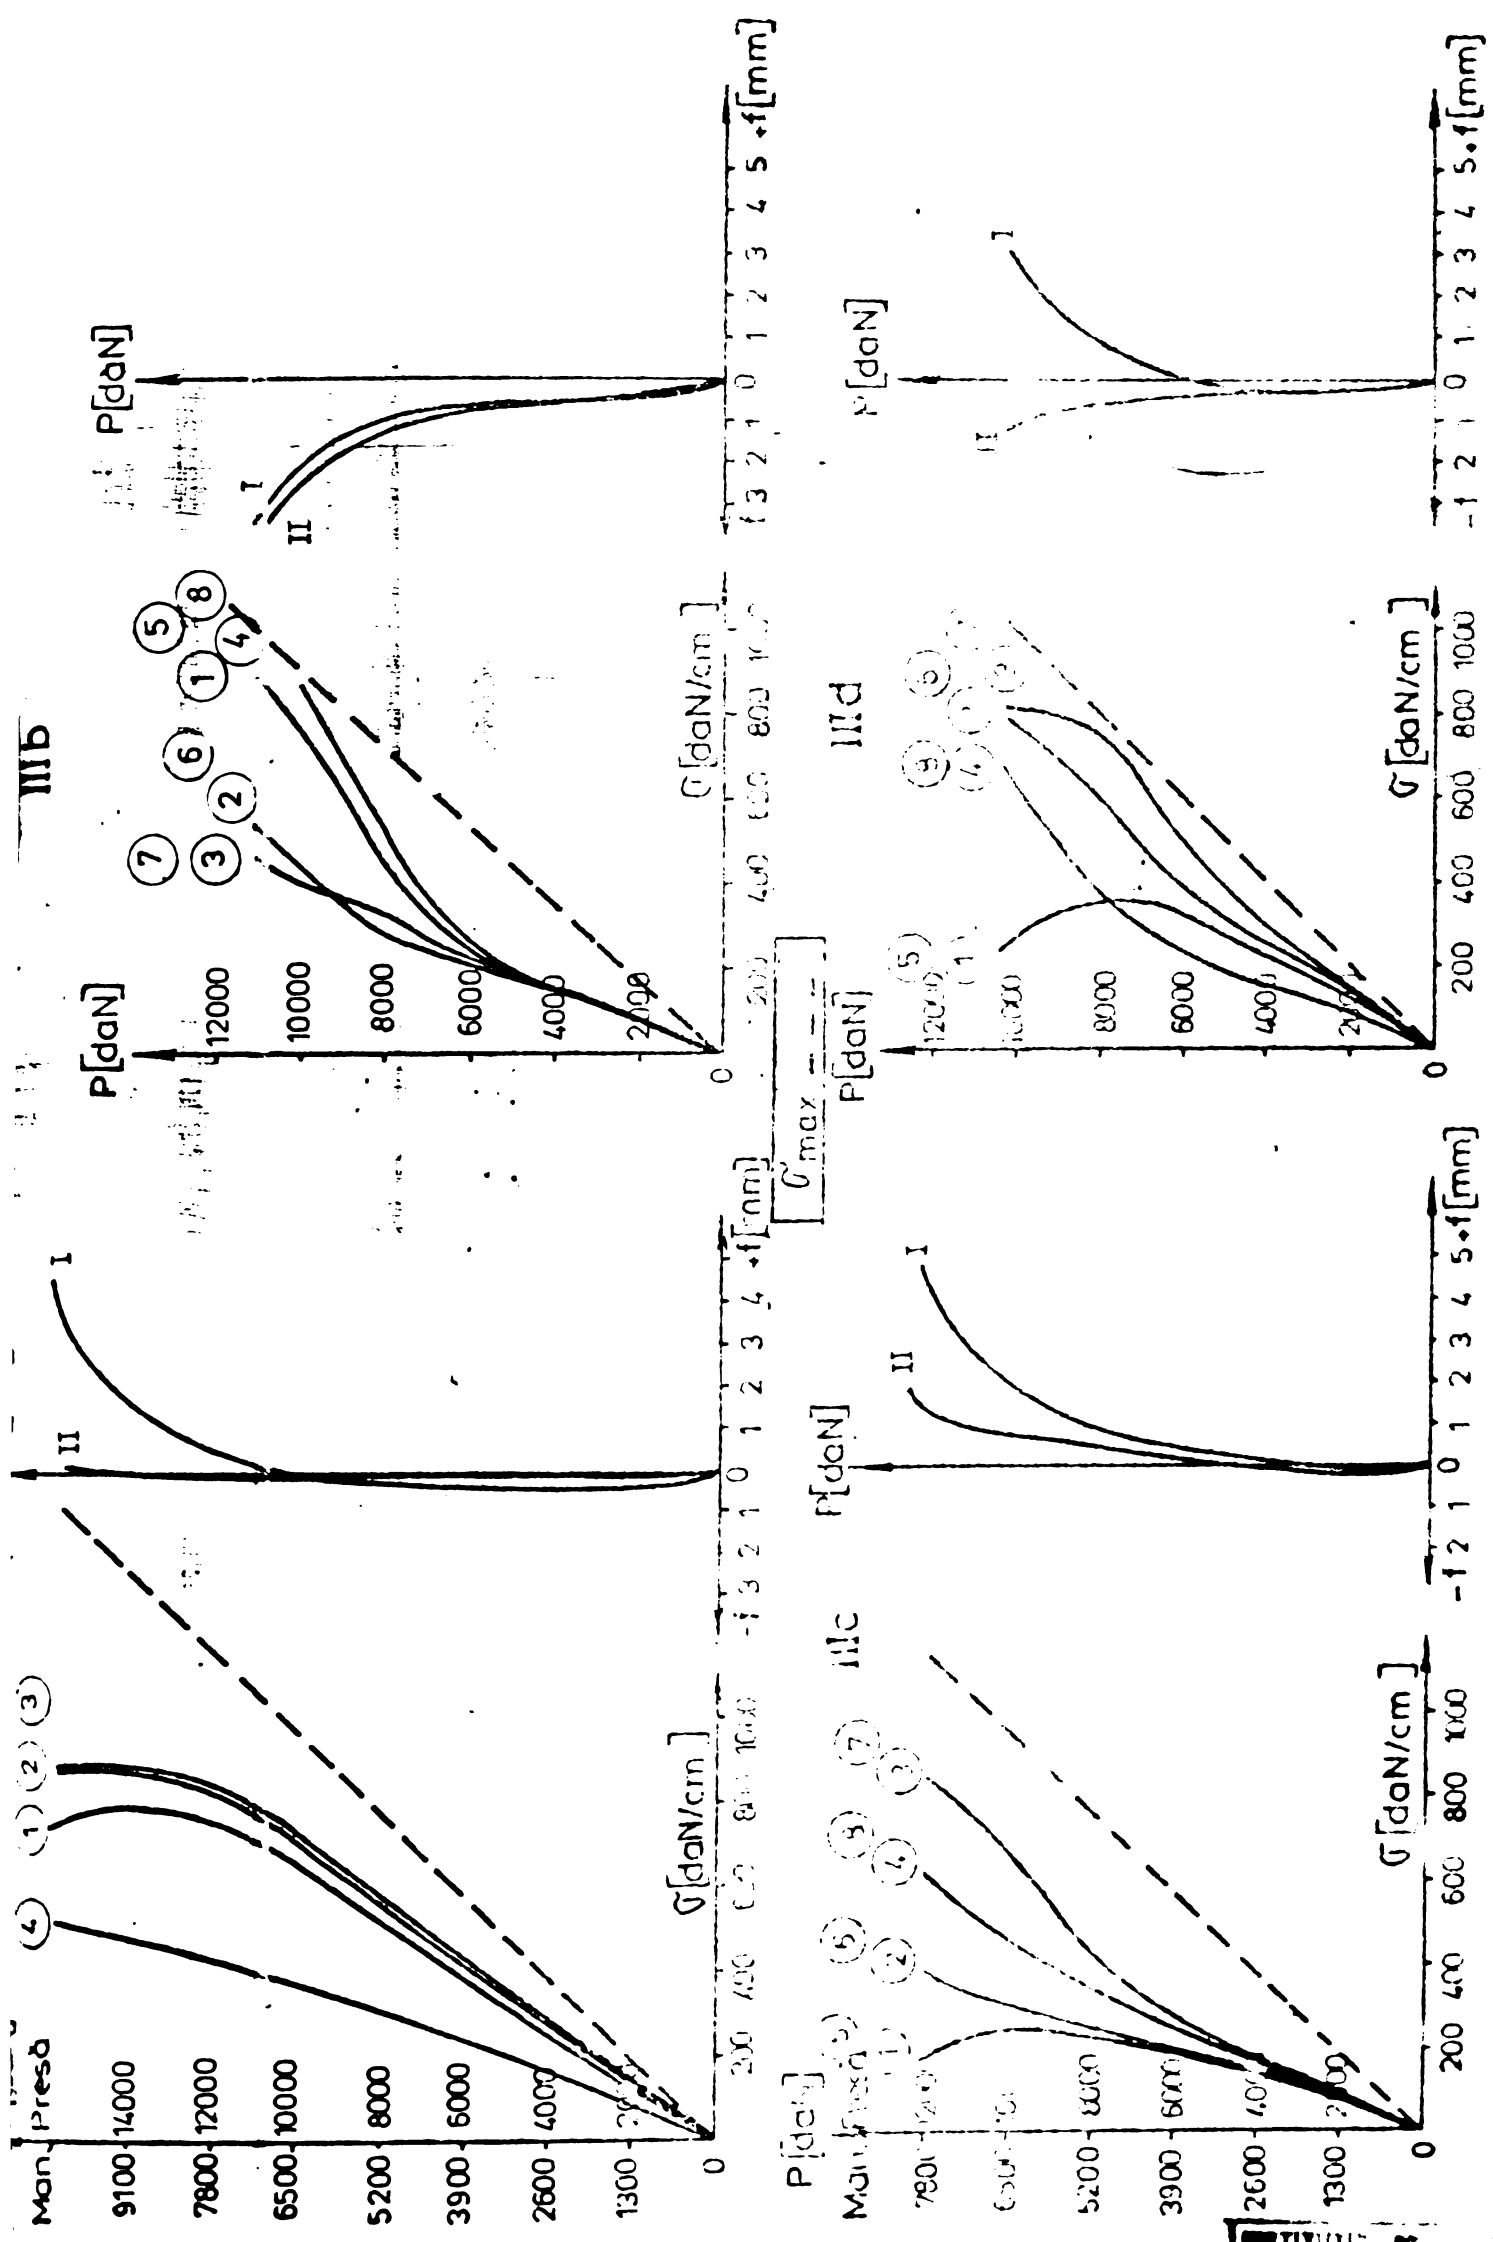 Man. Presă
9100 14000
7800 12000
6500 10000
5200 8000
3900 6000
2600 4000
1300
0
200 400 800 1000
σ [daN/cm]
① ② ③ ④
I
II
-f 3 2 1 0 1 2 3 4 +f[mm]
IIIb
P[daN]
12000
10000
8000
6000
4000
2000
0
200 400 600 800
σ [daN/cm]
⑤ ⑧
① ④
⑥
②
⑦ ③
P[daN]
I
II
f 3 2 1 0 1 2 3 4 5 +f[mm]
σmax ----
IIIc
P[daN]
Man.
5200 8000
3900 6000
2600
1300
0
200 400 600 800 1000
σ [daN/cm]
⑦
④
⑤ ②
P[daN]
I
II
-f 2 1 0 1 2 3 4 5 +f[mm]
IIId
P[daN]
12000
10000
8000
6000
4000
0
200 400 600 800 1000
σ [daN/cm]
④
⑤ ①
P[daN]
I
II
-f 2 1 0 1 2 3 4 5 +f[mm]